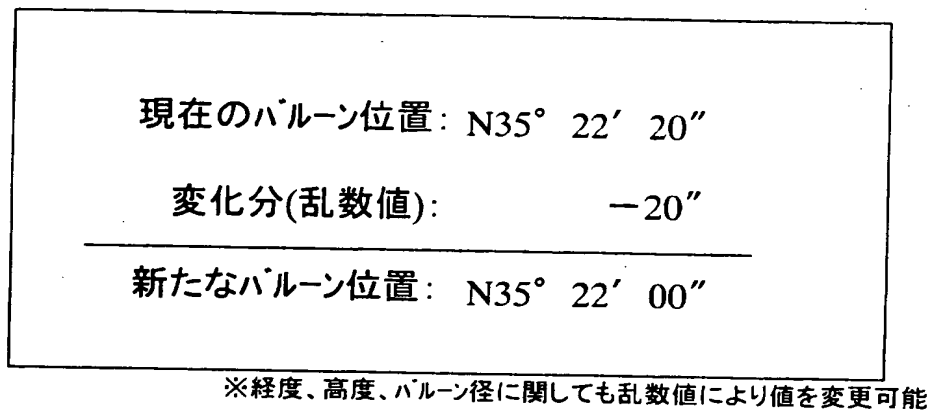 現在のバルーン位置: N35° 22′ 20″
変化分(乱数値): −20″
新たなバルーン位置: N35° 22′ 00″
※経度、高度、バルーン径に関しても乱数値により値を変更可能